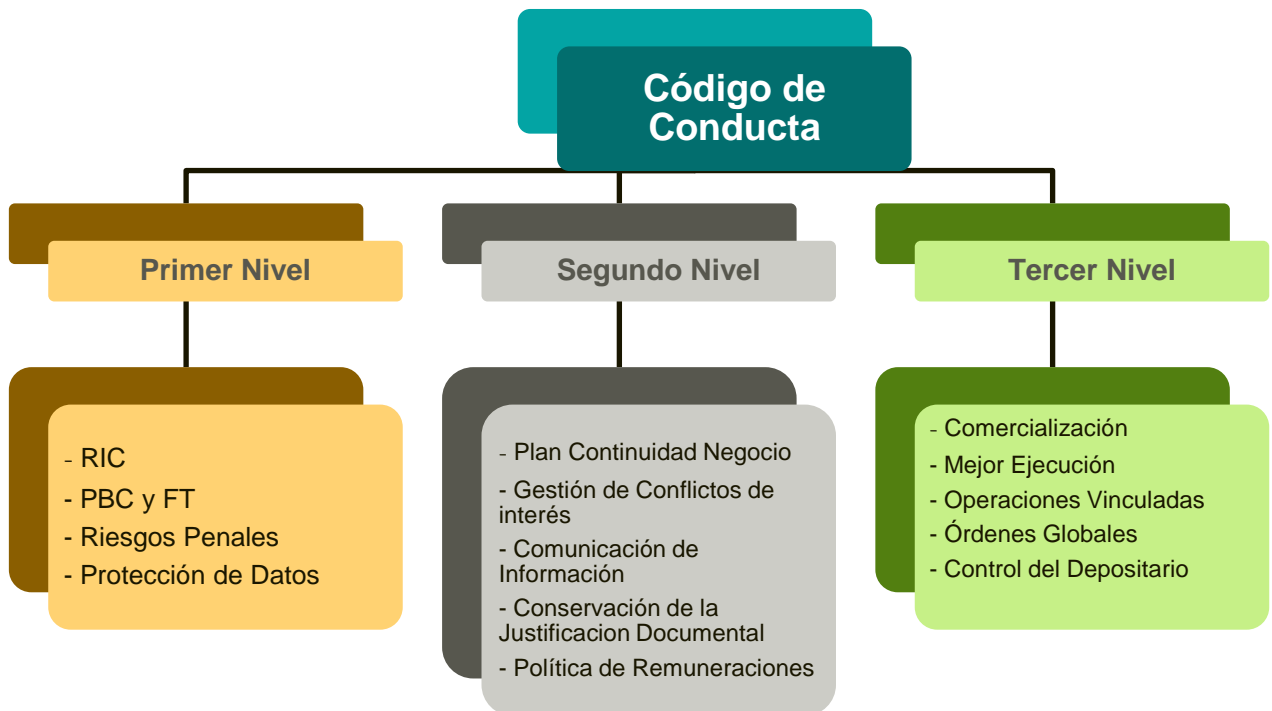 Código de
Conducta
Primer Nivel
- RIC
- PBC y FT
- Riesgos Penales
- Protección de Datos
Segundo Nivel
- Plan Continuidad Negocio
- Gestión de Conflictos de
interés
- Comunicación de
Información
- Conservación de la
Justificacion Documental
- Política de Remuneraciones
Tercer Nivel
- Comercialización
- Mejor Ejecución
- Operaciones Vinculadas
- Órdenes Globales
- Control del Depositario